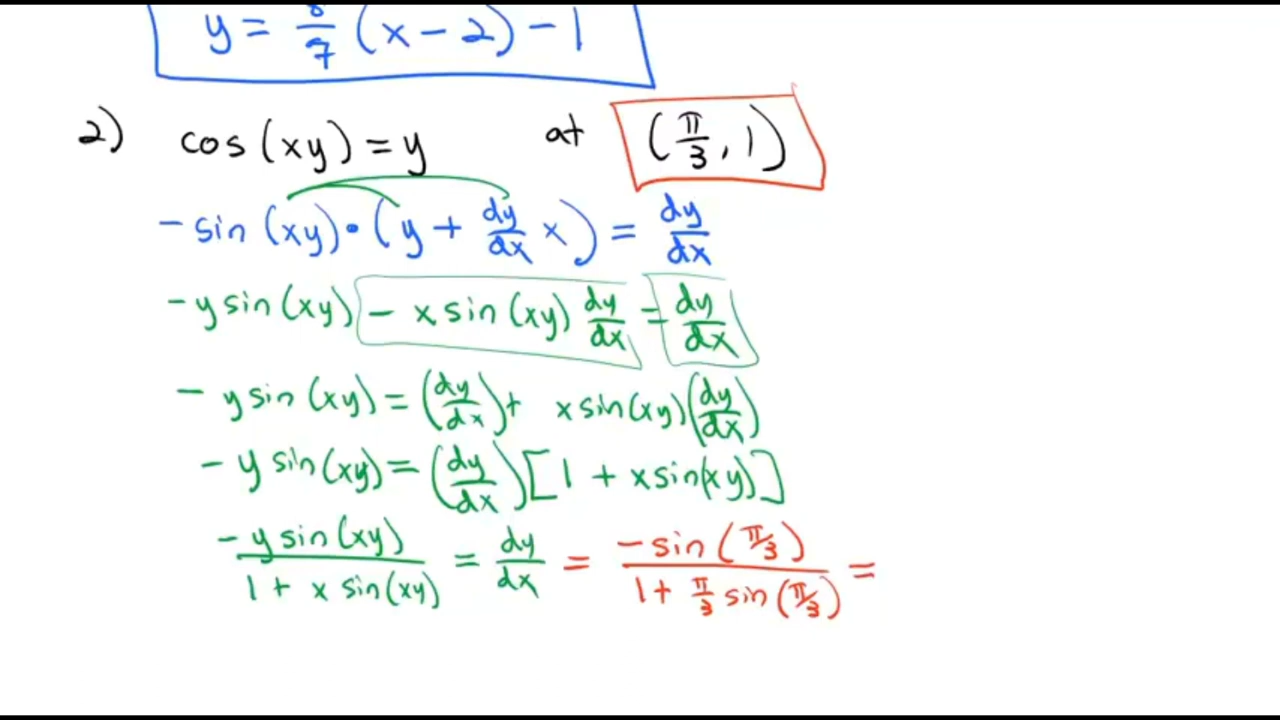 y = 8/7 (x - 2) - 1
2) cos(xy) = y at (π/3, 1)
-sin(xy)•(y + dy/dx x) = dy/dx
-y sin(xy) - x sin(xy) dy/dx = dy/dx
-y sin(xy) = (dy/dx) + x sin(xy)(dy/dx)
-y sin(xy) = (dy/dx)[1 + x sin(xy)]
-y sin(xy) / 1 + x sin(xy) = dy/dx = -sin(π/3) / 1 + π/3 sin(π/3) =